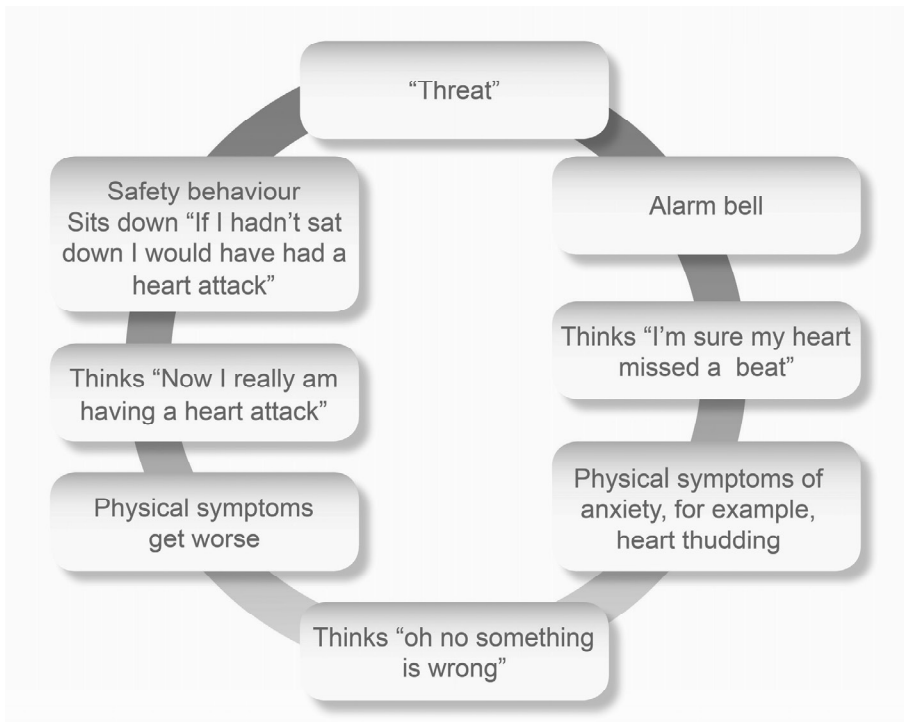 “Threat”
Alarm bell
Thinks “I’m sure my heart
missed a beat”
Physical symptoms of
anxiety, for example,
heart thudding
Thinks “oh no something
is wrong”
Physical symptoms
get worse
Thinks “Now I really am
having a heart attack”
Safety behaviour
Sits down “If I hadn’t sat
down I would have had a
heart attack”